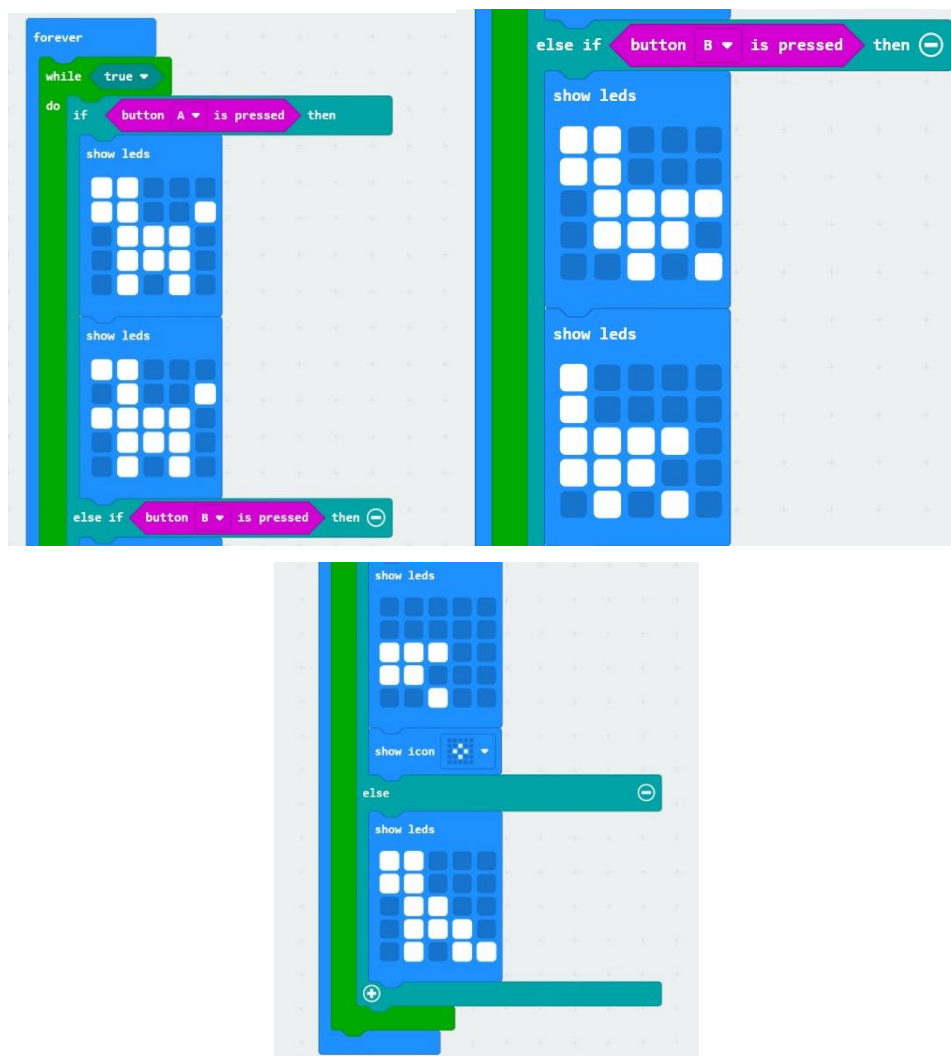 forever
while true
do
if button A is pressed then
show leds
show leds
else if button B is pressed then
else if button B is pressed then
show leds
show leds
show leds
show icon
else
show leds